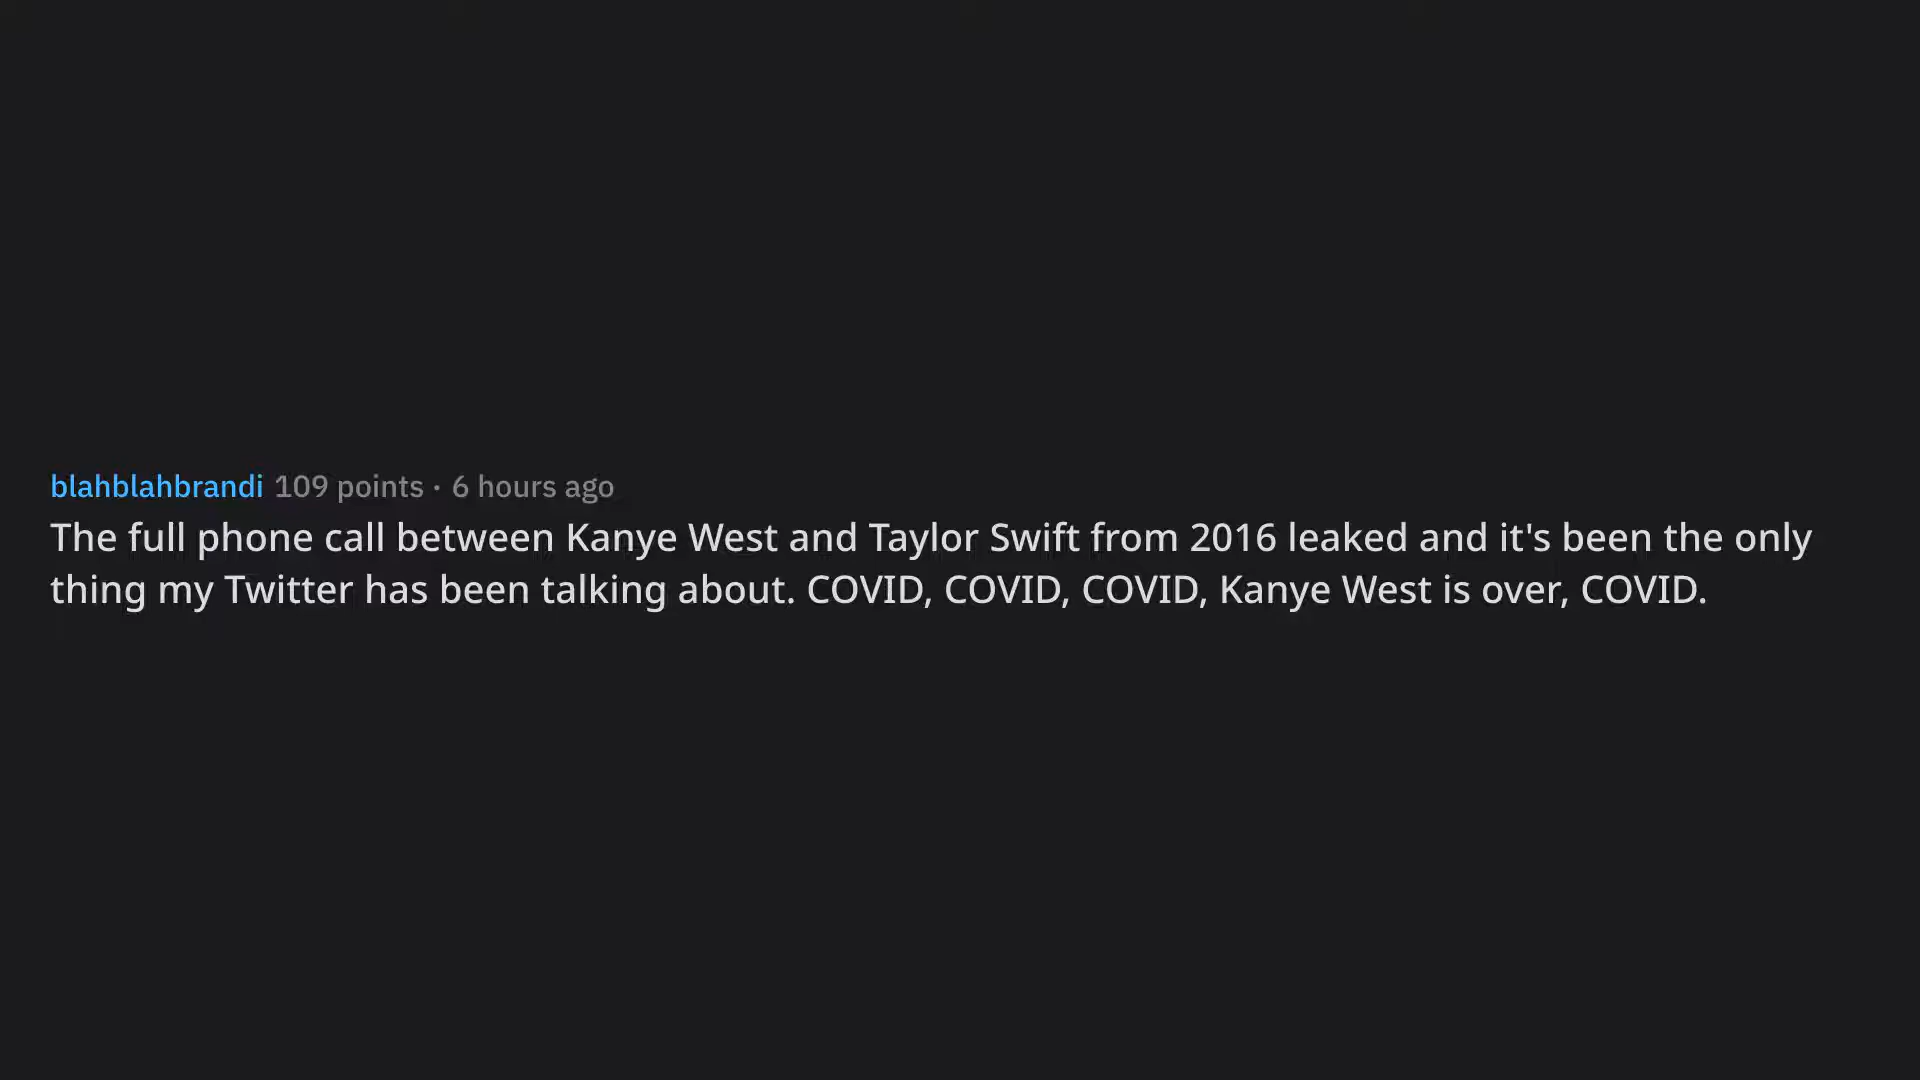 blahblahbrandi 109 points · 6 hours ago
The full phone call between Kanye West and Taylor Swift from 2016 leaked and it's been the only
thing my Twitter has been talking about. COVID, COVID, COVID, Kanye West is over, COVID.